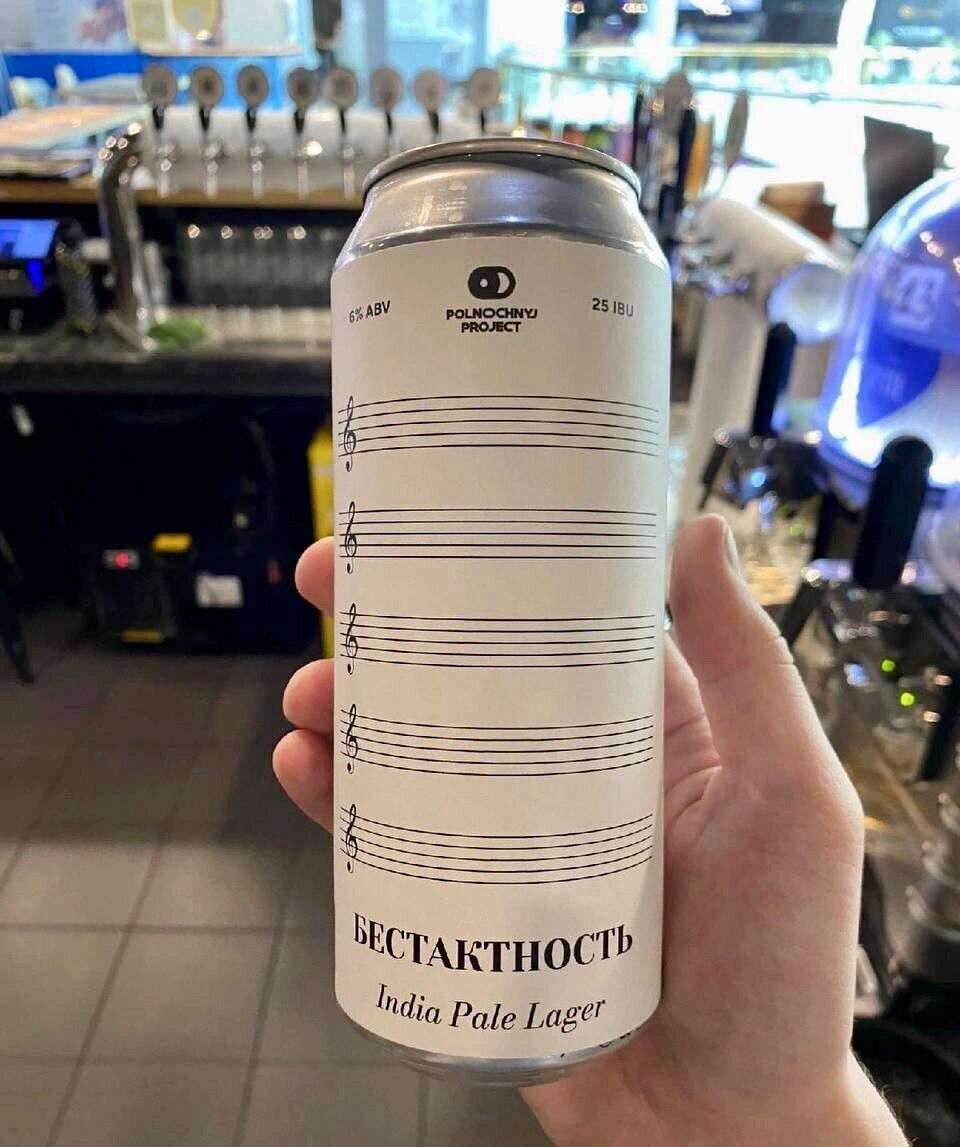 6% ABV
POLNOCHNYJ
PROJECT
25 IBU
БЕСТАКТНОСТЬ
India Pale Lager